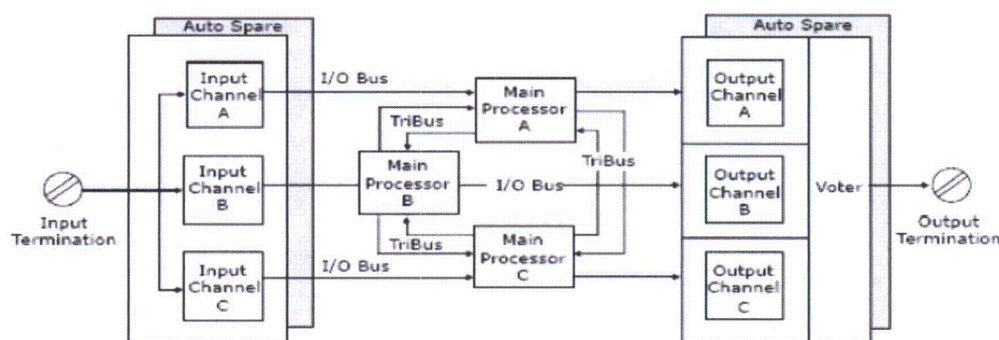 Auto Spare
Input
Channel
A
Input
Channel
B
Input
Channel
C
Input
Termination
I/O Bus
TriBus
Main
Processor
A
Main
Processor
B
I/O Bus
TriBus
TriBus
Main
Processor
C
I/O Bus
Auto Spare
Output
Channel
A
Output
Channel
B
Output
Channel
C
Voter
Output
Termination